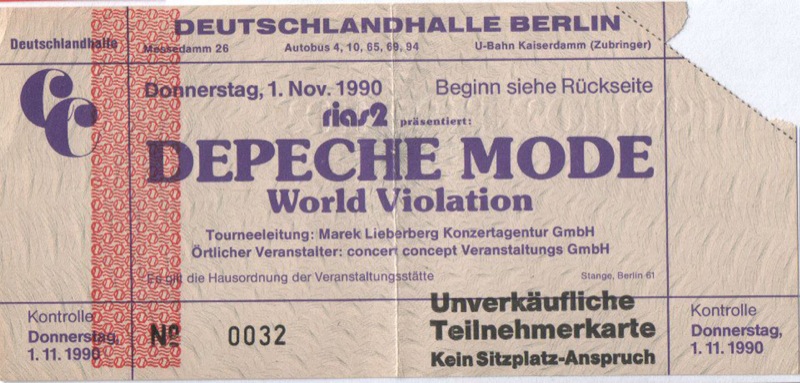 DEUTSCHLANDHALLE BERLIN
Deutschlandhalle
Messedamm 26 Autobus 4, 10, 65, 69, 94 U-Bahn Kaiserdamm (Zubringer)
CC
Donnerstag, 1. Nov. 1990 Beginn siehe Rückseite
rias2 präsentiert:
DEPECHE MODE
World Violation
Tourneeleitung: Marek Lieberberg Konzertagentur GmbH
Örtlicher Veranstalter: concert concept Veranstaltungs GmbH
Es gilt die Hausordnung der Veranstaltungsstätte Stange, Berlin 61
Kontrolle
Donnerstag,
1. 11. 1990
Nº 0032
Unverkäufliche
Teilnehmerkarte
Kein Sitzplatz-Anspruch
Kontrolle
Donnerstag,
1. 11. 1990